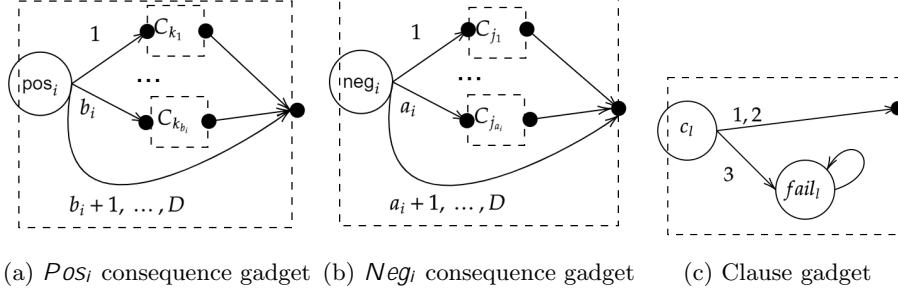 1
C_{k_1}
pos_i
...
b_i
C_{k_{b_i}}
b_i + 1, …, D
1
C_{j_1}
neg_i
...
a_i
C_{j_{a_i}}
a_i + 1, …, D
c_l
1, 2
3
fail_l
(a) Pos_i consequence gadget (b) Neg_i consequence gadget (c) Clause gadget